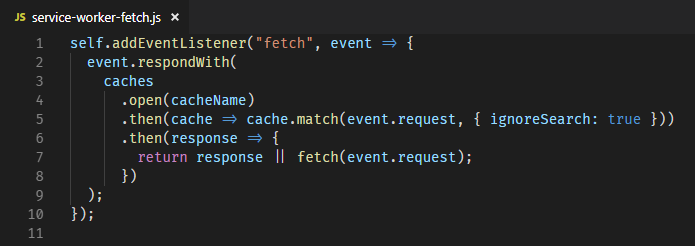 JS service-worker-fetch.js ×
1 self.addEventListener("fetch", event => {
2 event.respondWith(
3 caches
4 .open(cacheName)
5 .then(cache => cache.match(event.request, { ignoreSearch: true }))
6 .then(response => {
7 return response || fetch(event.request);
8 })
9 );
10 });
11